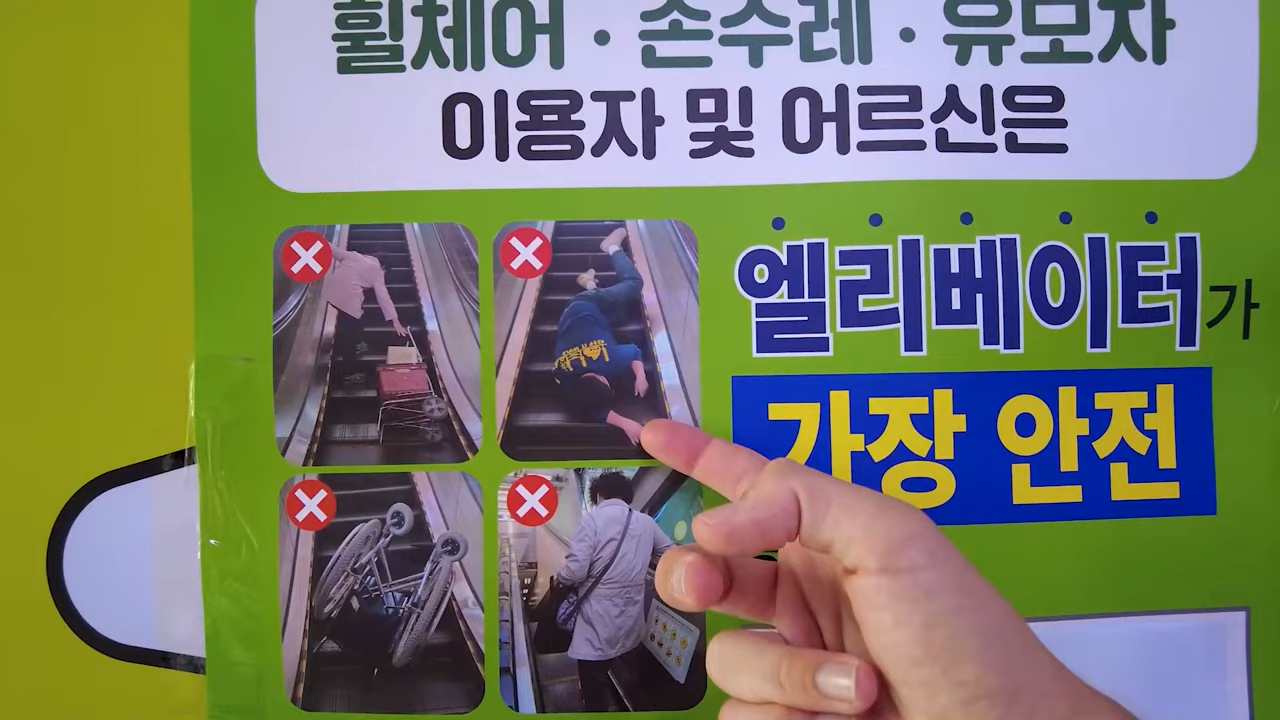 휠체어 · 손수레 · 유모차
이용자 및 어르신은
엘리베이터가
가장 안전